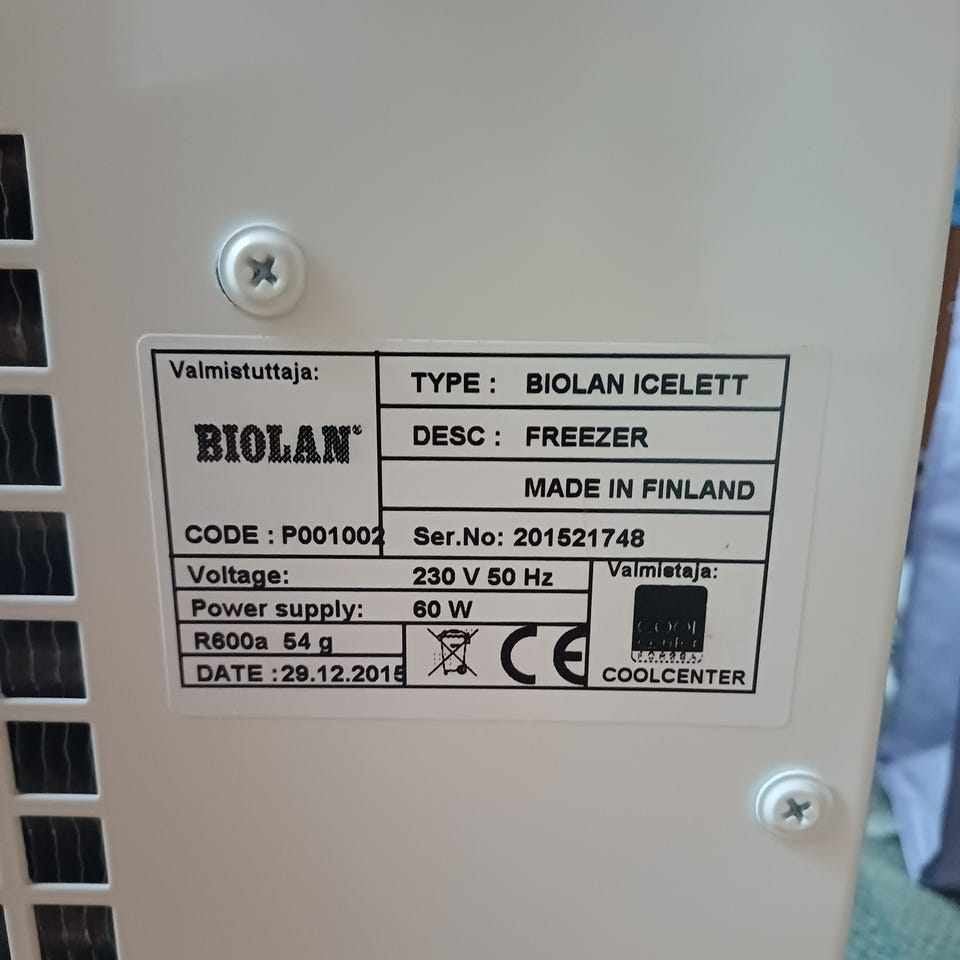 Valmistuttaja:
BIOLAN®
CODE : P001002
TYPE : BIOLAN ICELETT
DESC : FREEZER
MADE IN FINLAND
Ser.No: 201521748
Voltage: 230 V 50 Hz
Power supply: 60 W
R600a 54 g
DATE : 29.12.2015
CE
Valmistaja:
COOL
COOLCENTER